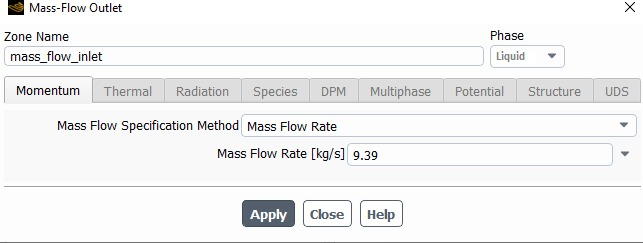 Mass-Flow Outlet
Zone Name
Phase
mass_flow_inlet
Liquid
Momentum Thermal Radiation Species DPM Multiphase Potential Structure UDS
Mass Flow Specification Method Mass Flow Rate
Mass Flow Rate [kg/s] 9.39
Apply Close Help